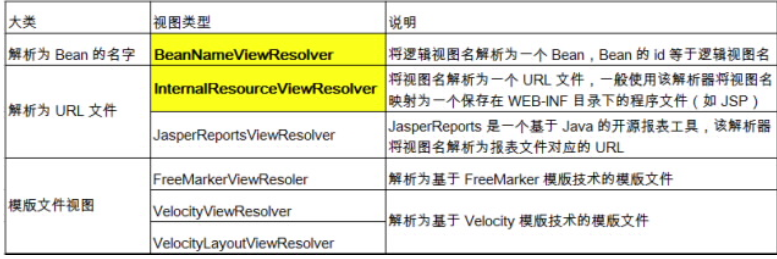 大类 视图类型 说明
解析为 Bean 的名字 BeanNameViewResolver 将逻辑视图名解析为一个 Bean，Bean 的 id 等于逻辑视图名
解析为 URL 文件 InternalResourceViewResolver 将视图名解析为一个 URL 文件，一般使用该解析器将视图名
映射为一个保存在 WEB-INF 目录下的程序文件（如 JSP）
JasperReportsViewResolver JasperReports 是一个基于 Java 的开源报表工具，该解析器
将视图名解析为报表文件对应的 URL
模版文件视图 FreeMarkerViewResoler 解析为基于 FreeMarker 模版技术的模版文件
VelocityViewResolver 解析为基于 Velocity 模版技术的模版文件
VelocityLayoutViewResolver